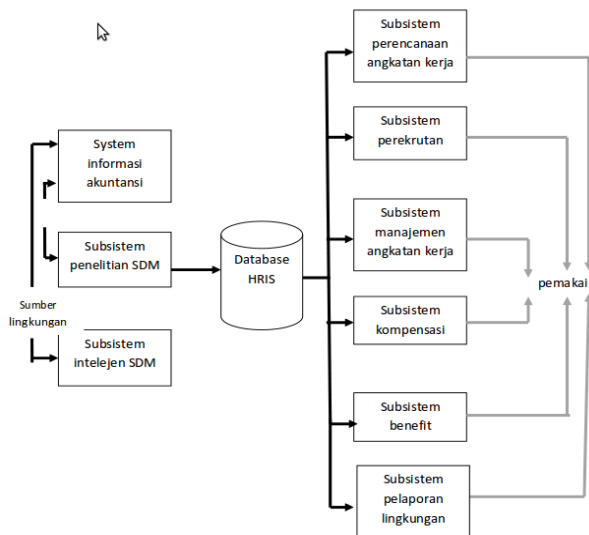 System
informasi
akuntansi
Subsistem
penelitian SDM
Sumber
lingkungan
Subsistem
intelejen SDM
Database
HRIS
Subsistem
perencanaan
angkatan kerja
Subsistem
perekrutan
Subsistem
manajemen
angkatan kerja
Subsistem
kompensasi
Subsistem
benefit
Subsistem
pelaporan
lingkungan
pemakai